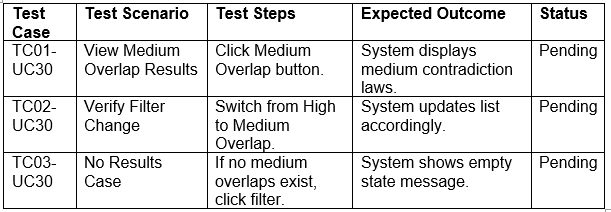 Test Case Test Scenario Test Steps Expected Outcome Status
TC01-UC30 View Medium Overlap Results Click Medium Overlap button. System displays medium contradiction laws. Pending
TC02-UC30 Verify Filter Change Switch from High to Medium Overlap. System updates list accordingly. Pending
TC03-UC30 No Results Case If no medium overlaps exist, click filter. System shows empty state message. Pending